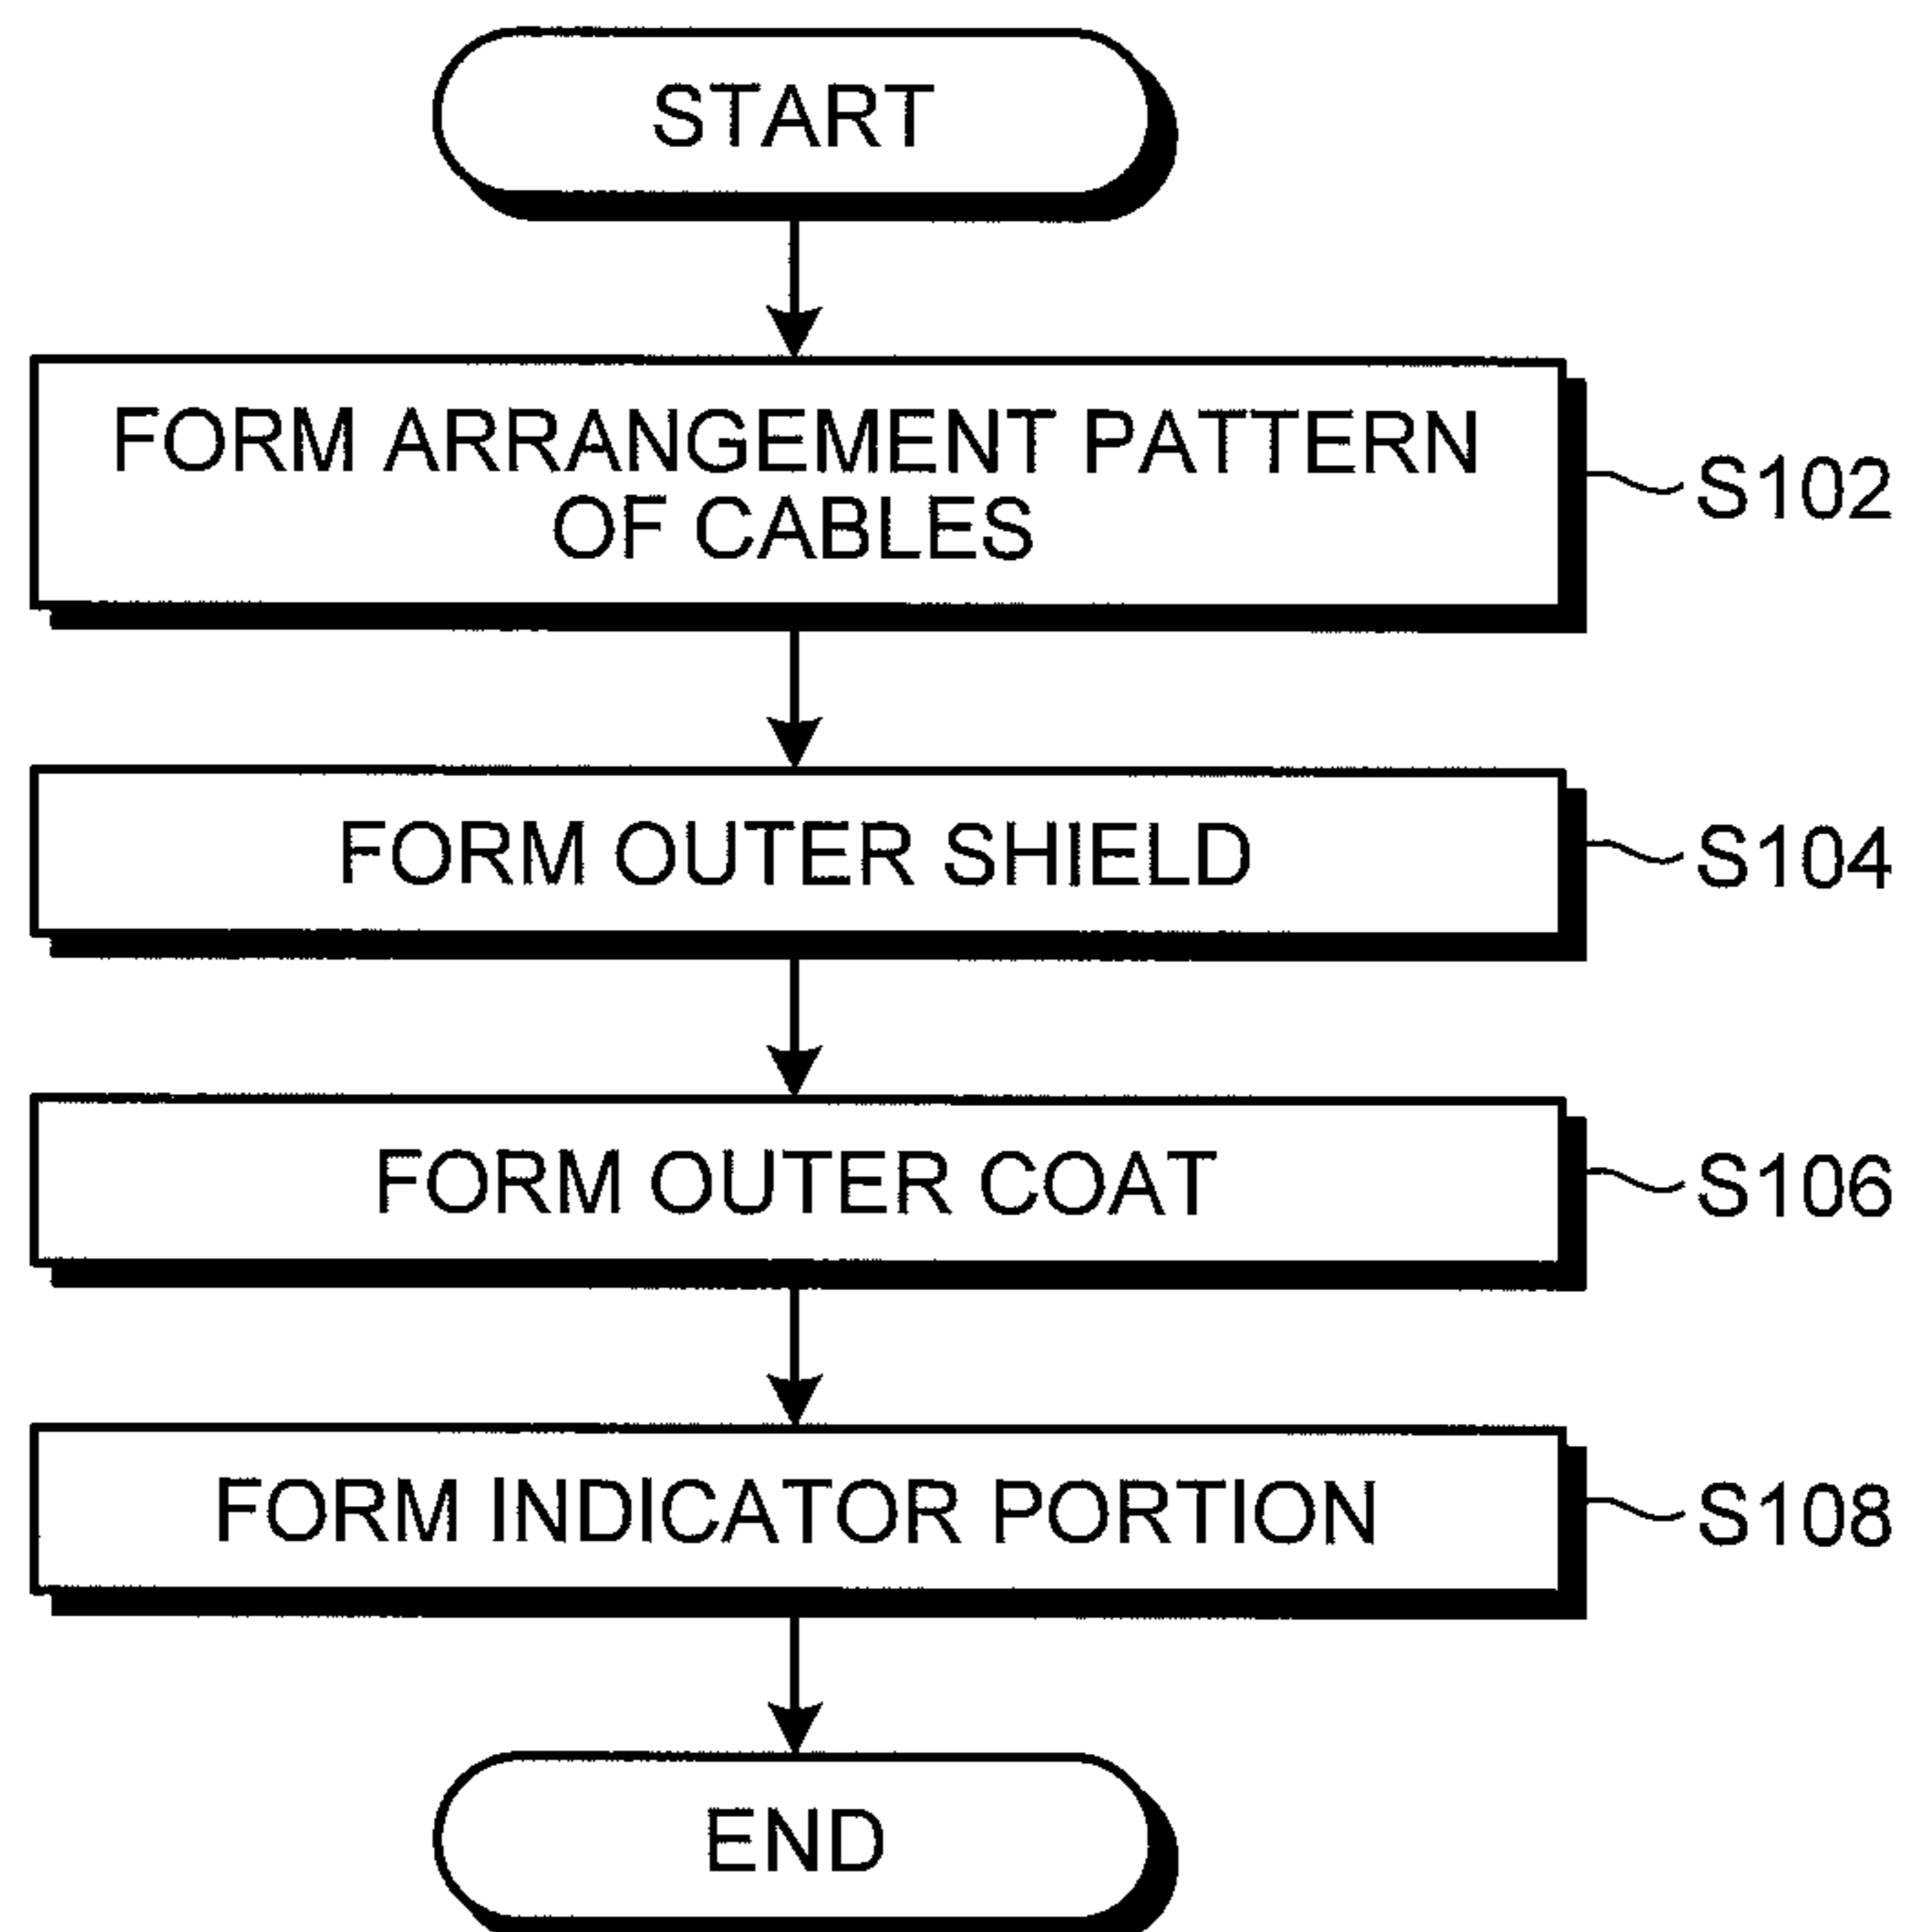 START
FORM ARRANGEMENT PATTERN
OF CABLES
S102
FORM OUTER SHIELD
S104
FORM OUTER COAT
S106
FORM INDICATOR PORTION
S108
END